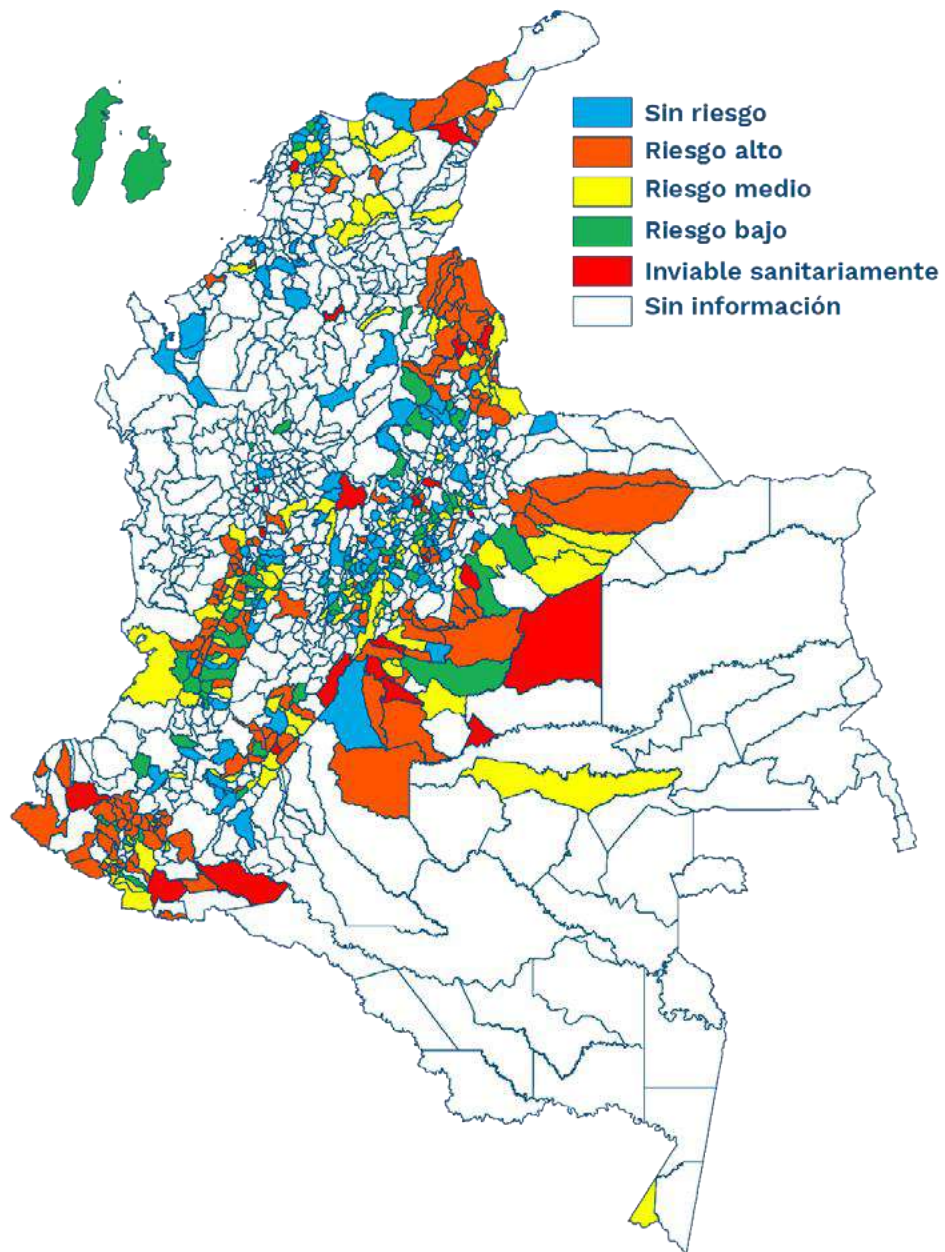 Sin riesgo
Riesgo alto
Riesgo medio
Riesgo bajo
Inviable sanitariamente
Sin información